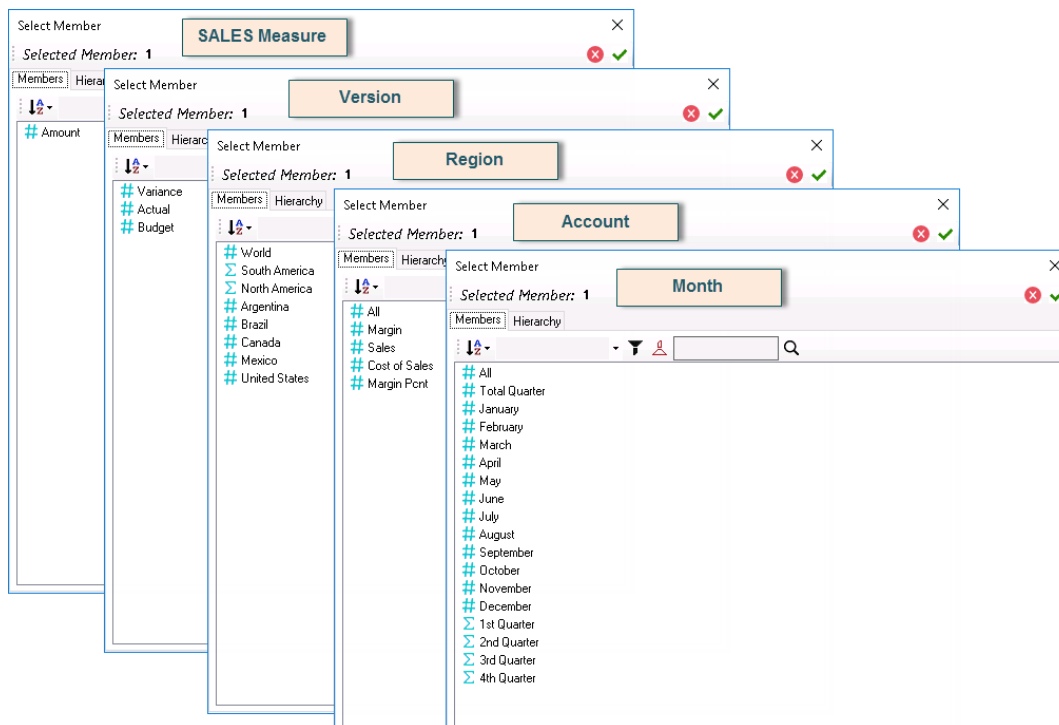 Select Member
SALES Measure
Selected Member: 1
Members Hierar
Amount
Select Member
Version
Selected Member: 1
Members Hierarc
Variance
Actual
Budget
Select Member
Region
Selected Member: 1
Members Hierarchy
World
South America
North America
Argentina
Brazil
Canada
Mexico
United States
Select Member
Account
Selected Member: 1
Members Hierarchy
All
Margin
Sales
Cost of Sales
Margin Pcnt
Select Member
Month
Selected Member: 1
Members Hierarchy
All
Total Quarter
January
February
March
April
May
June
July
August
September
October
November
December
1st Quarter
2nd Quarter
3rd Quarter
4th Quarter